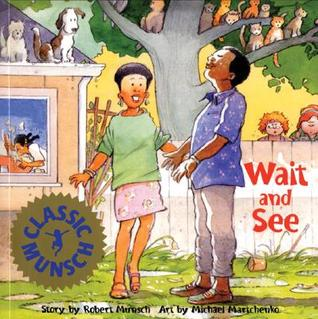 Wait
and
See
CLASSIC
MUNSCH
Story by Robert Munsch Art by Michael Martchenko